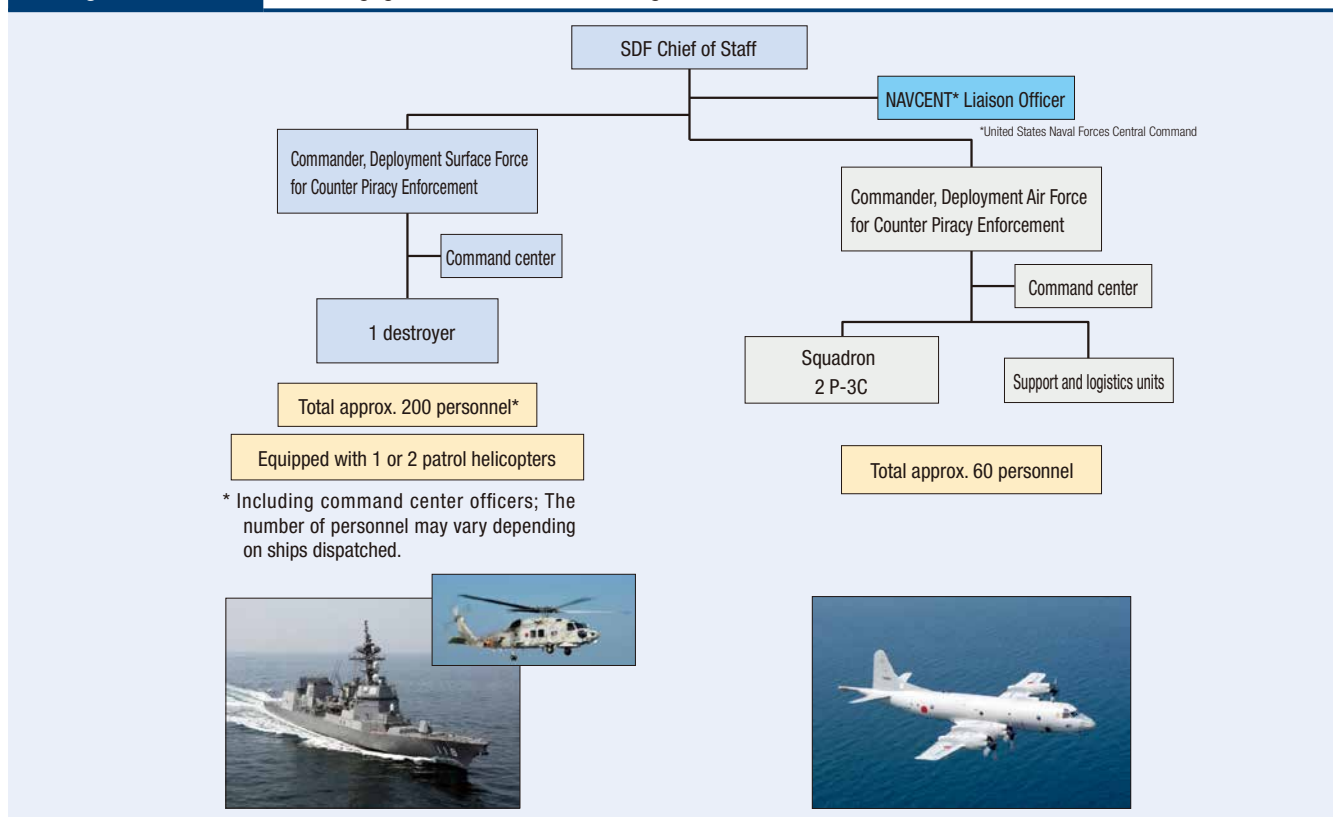 SDF Chief of Staff
NAVCENT* Liaison Officer
*United States Naval Forces Central Command
Commander, Deployment Surface Force
for Counter Piracy Enforcement
Command center
1 destroyer
Total approx. 200 personnel*
Equipped with 1 or 2 patrol helicopters
* Including command center officers; The
number of personnel may vary depending
on ships dispatched.
Commander, Deployment Air Force
for Counter Piracy Enforcement
Command center
Squadron
2 P-3C
Support and logistics units
Total approx. 60 personnel